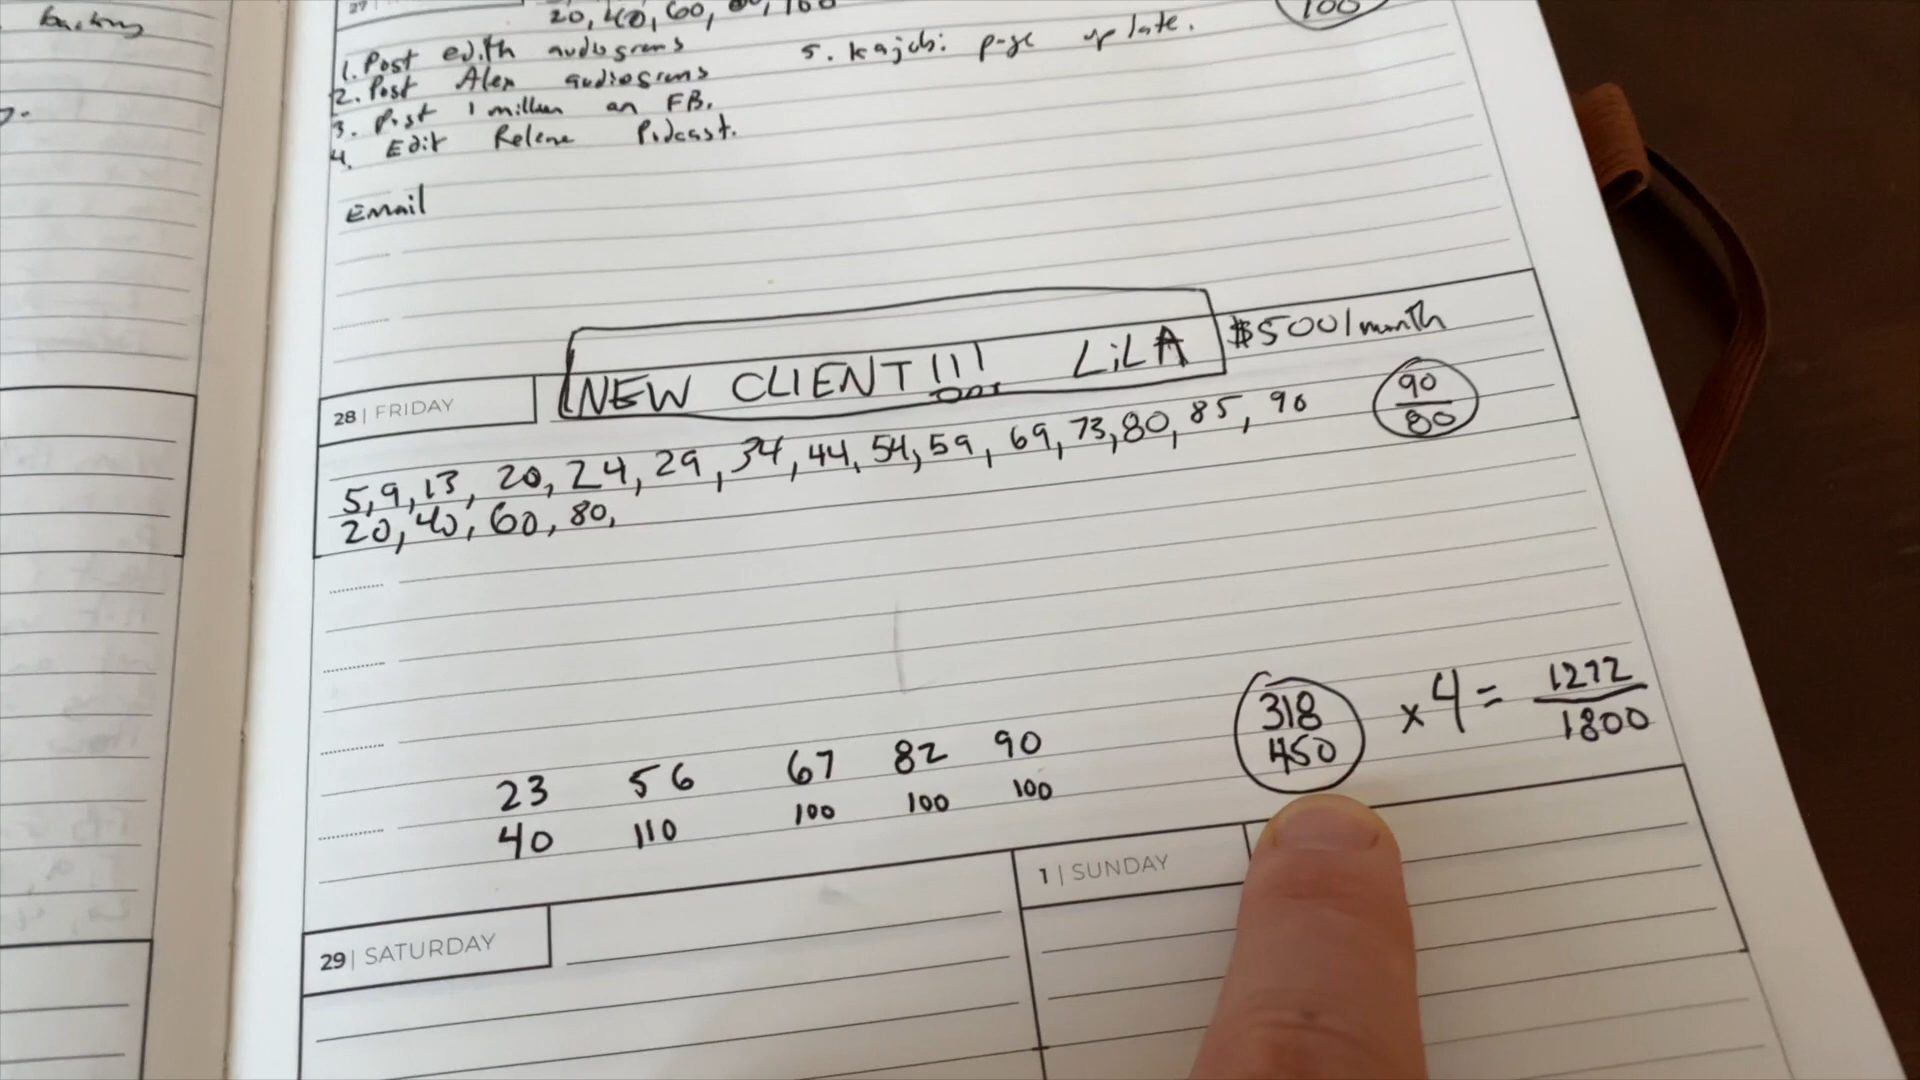 27
20, 40, 60, 80, 100
100
1. Post edith audiograms
5. kajabi page update.
2. Post Alex audiograms
3. Post 1 million on FB.
4. Edit Podcast.
Email
NEW CLIENT!!! LiLA $500/month
28 | FRIDAY
90
80
5, 9, 13, 20, 24, 29, 34, 44, 54, 59, 69, 73, 80, 85, 90
20, 40, 60, 80,
318
450
x 4 = 1272
1800
23 56 67 82 90
40 110 100 100 100
1 | SUNDAY
29 | SATURDAY